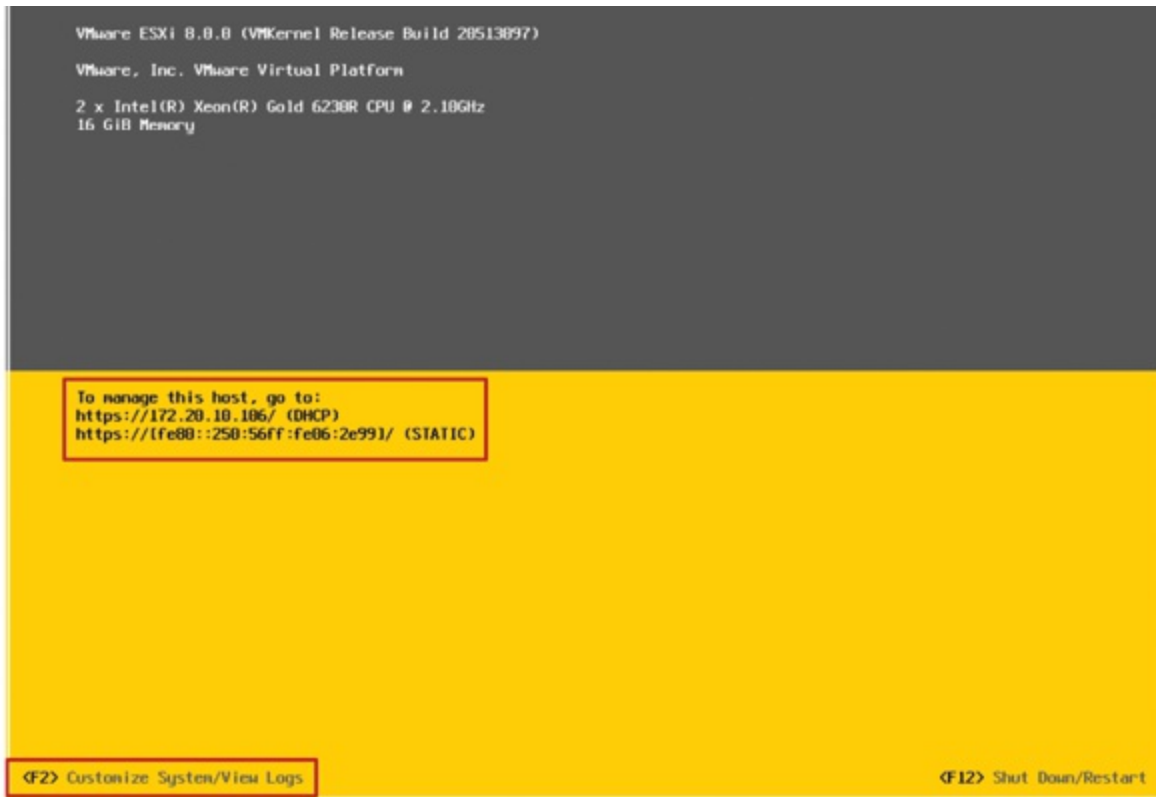 VMware ESXi 8.0.0 (VMKernel Release Build 20513097)
VMware, Inc. VMware Virtual Platform
2 x Intel(R) Xeon(R) Gold 6230R CPU @ 2.10GHz
16 GiB Memory
To manage this host, go to:
https://172.20.10.106/ (DHCP)
https://[fe80::250:56ff:fe06:2e99]/ (STATIC)
<F2> Customize System/View Logs
<F12> Shut Down/Restart